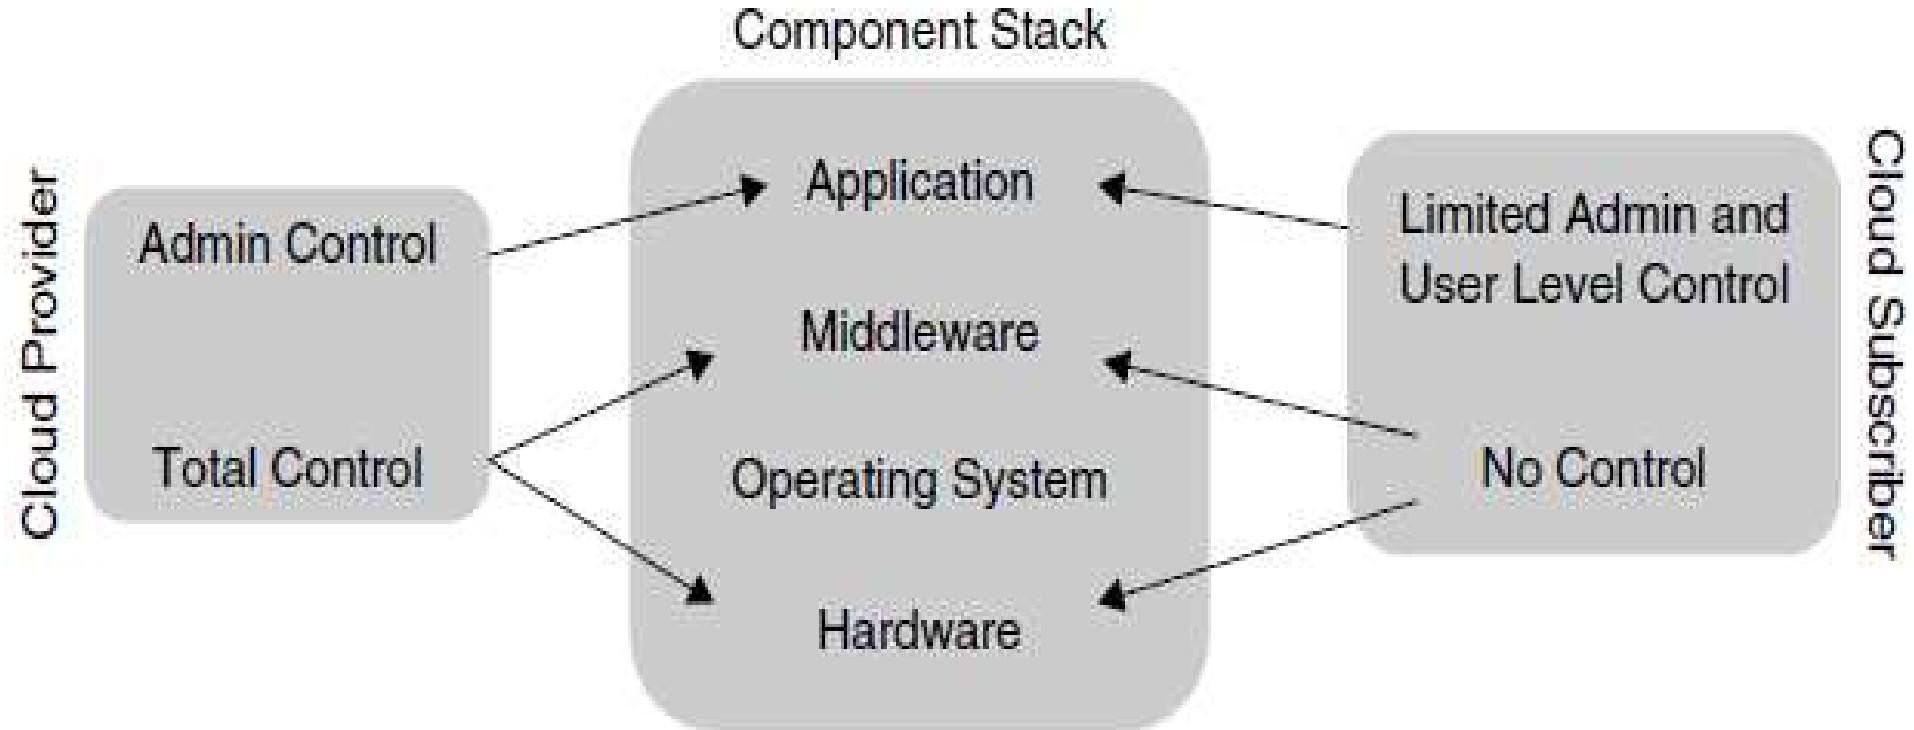 Component Stack
Cloud Provider
Admin Control
Total Control
Application
Middleware
Operating System
Hardware
Limited Admin and
User Level Control
No Control
Cloud Subscriber